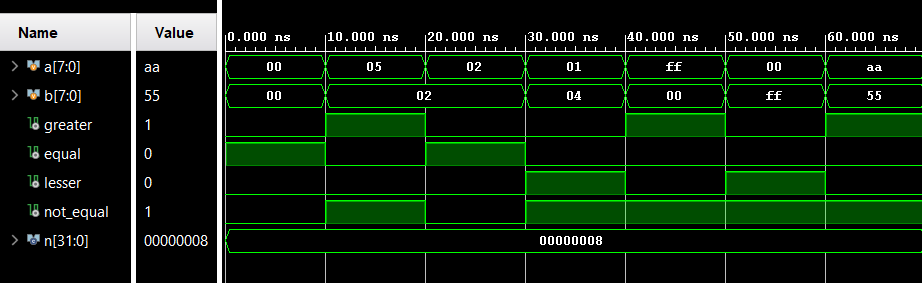 Name Value 0.000 ns 10.000 ns 20.000 ns 30.000 ns 40.000 ns 50.000 ns 60.000 ns
a[7:0] aa 00 05 02 01 ff 00 aa
b[7:0] 55 00 02 04 00 ff 55
greater 1
equal 0
lesser 0
not_equal 1
n[31:0] 00000008 00000008